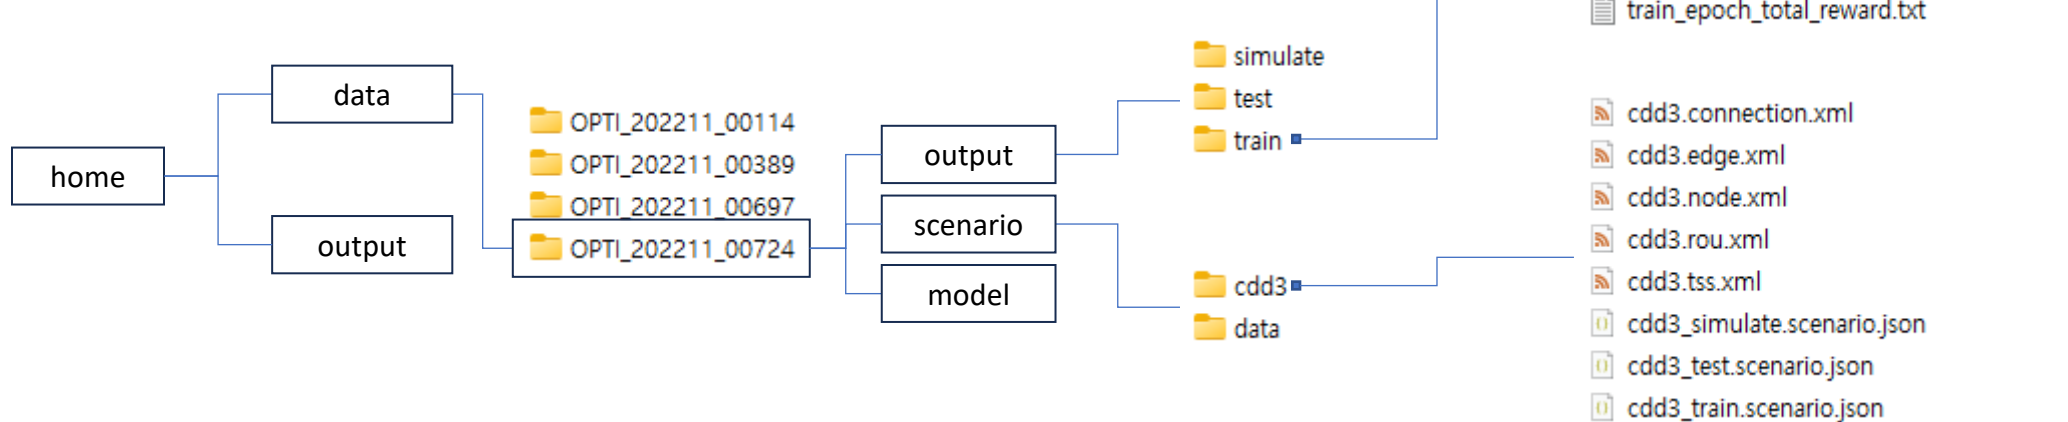 home
data
output
OPTI_202211_00114
OPTI_202211_00389
OPTI_202211_00697
OPTI_202211_00724
output
scenario
model
simulate
test
train
cdd3
data
train_epoch_total_reward.txt
cdd3.connection.xml
cdd3.edge.xml
cdd3.node.xml
cdd3.rou.xml
cdd3.tss.xml
cdd3_simulate.scenario.json
cdd3_test.scenario.json
cdd3_train.scenario.json